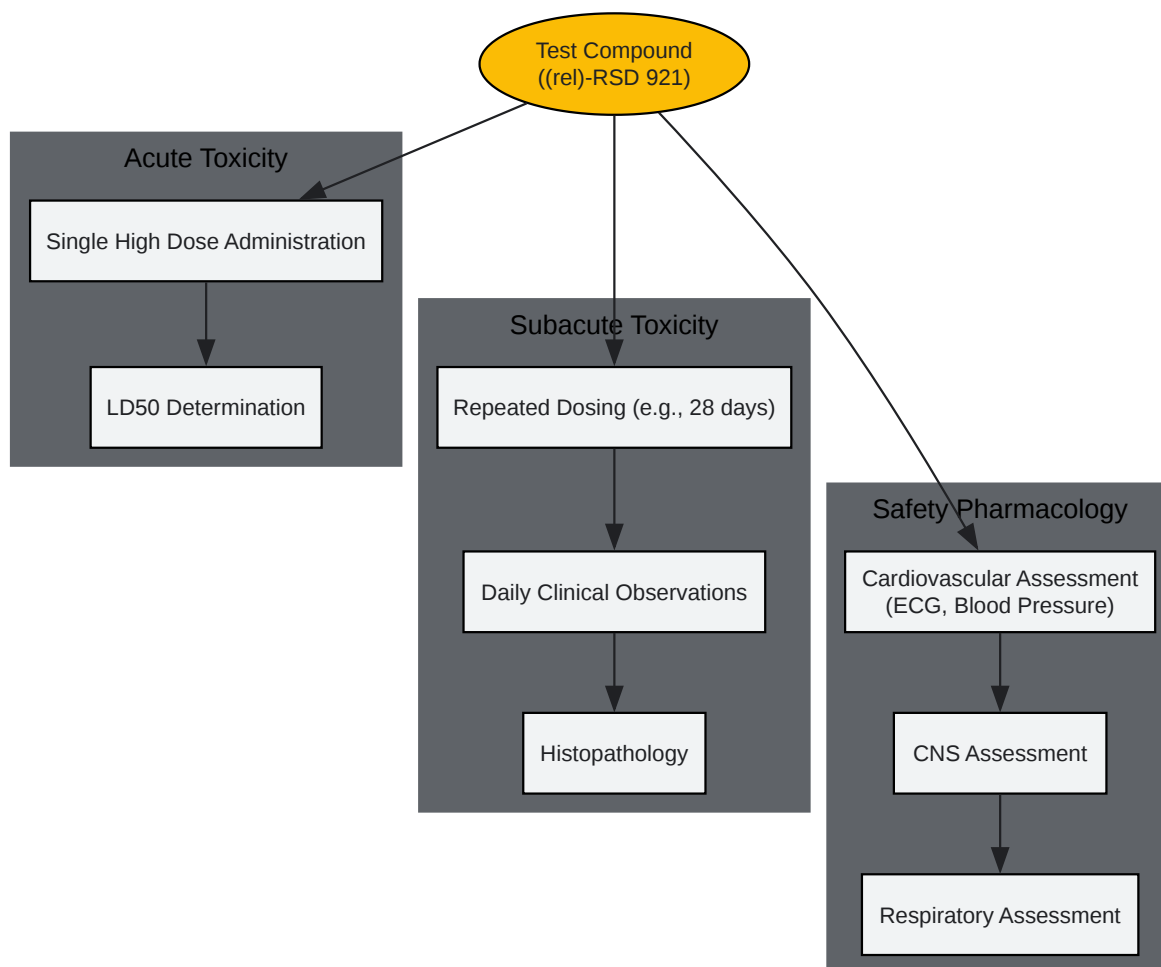 Test Compound
((rel)-RSD 921)
Acute Toxicity
Single High Dose Administration
LD50 Determination
Subacute Toxicity
Repeated Dosing (e.g., 28 days)
Daily Clinical Observations
Histopathology
Safety Pharmacology
Cardiovascular Assessment
(ECG, Blood Pressure)
CNS Assessment
Respiratory Assessment